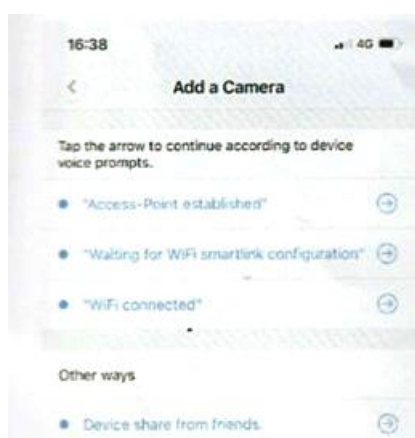 16:38
4G
Add a Camera
Tap the arrow to continue according to device
voice prompts.
"Access-Point established"
"Waiting for WiFi smartlink configuration"
"WiFi connected"
Other ways
Device share from friends.